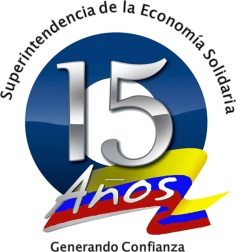 Superintendencia de la Economía Solidaria
15
Años
Generando Confianza